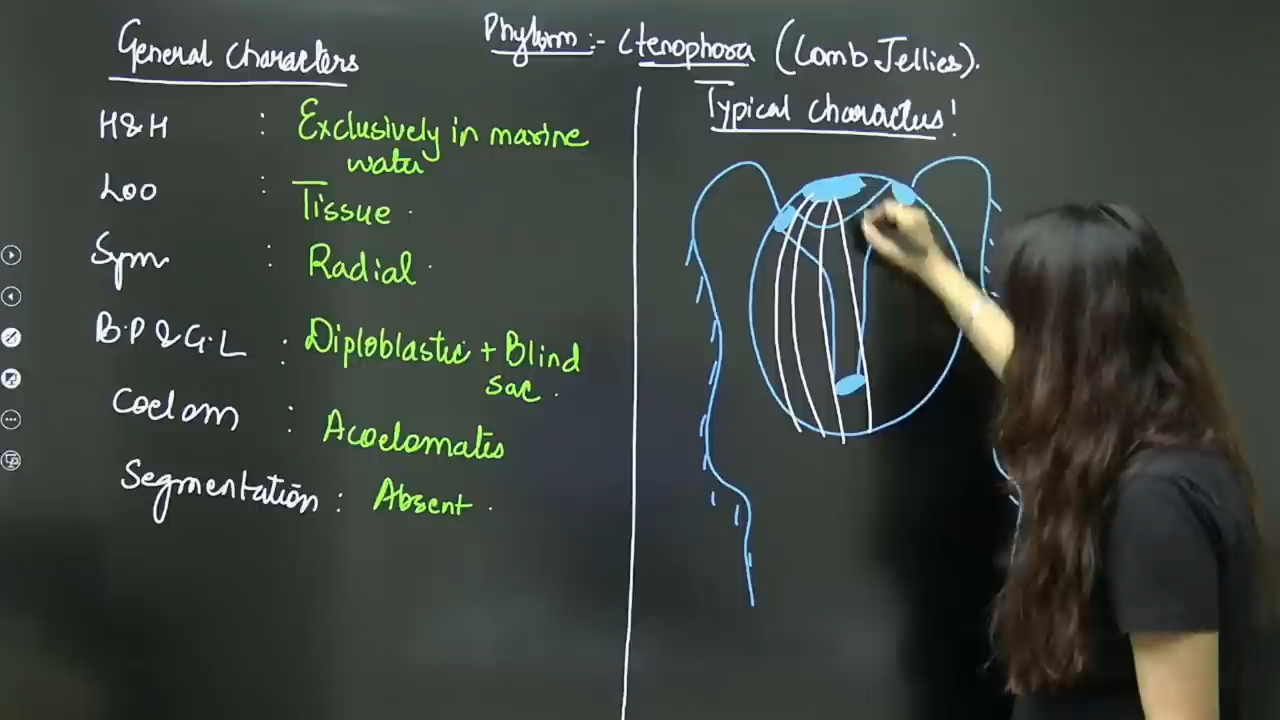 Phylum :- Ctenophora (Comb Jellies).
General Characters
H&H : Exclusively in marine
water
LOO : Tissue.
Sym : Radial.
B.P & G.L : Diploblastic + Blind
sac.
Coelom : Acoelomates
Segmentation : Absent.
Typical Characters!